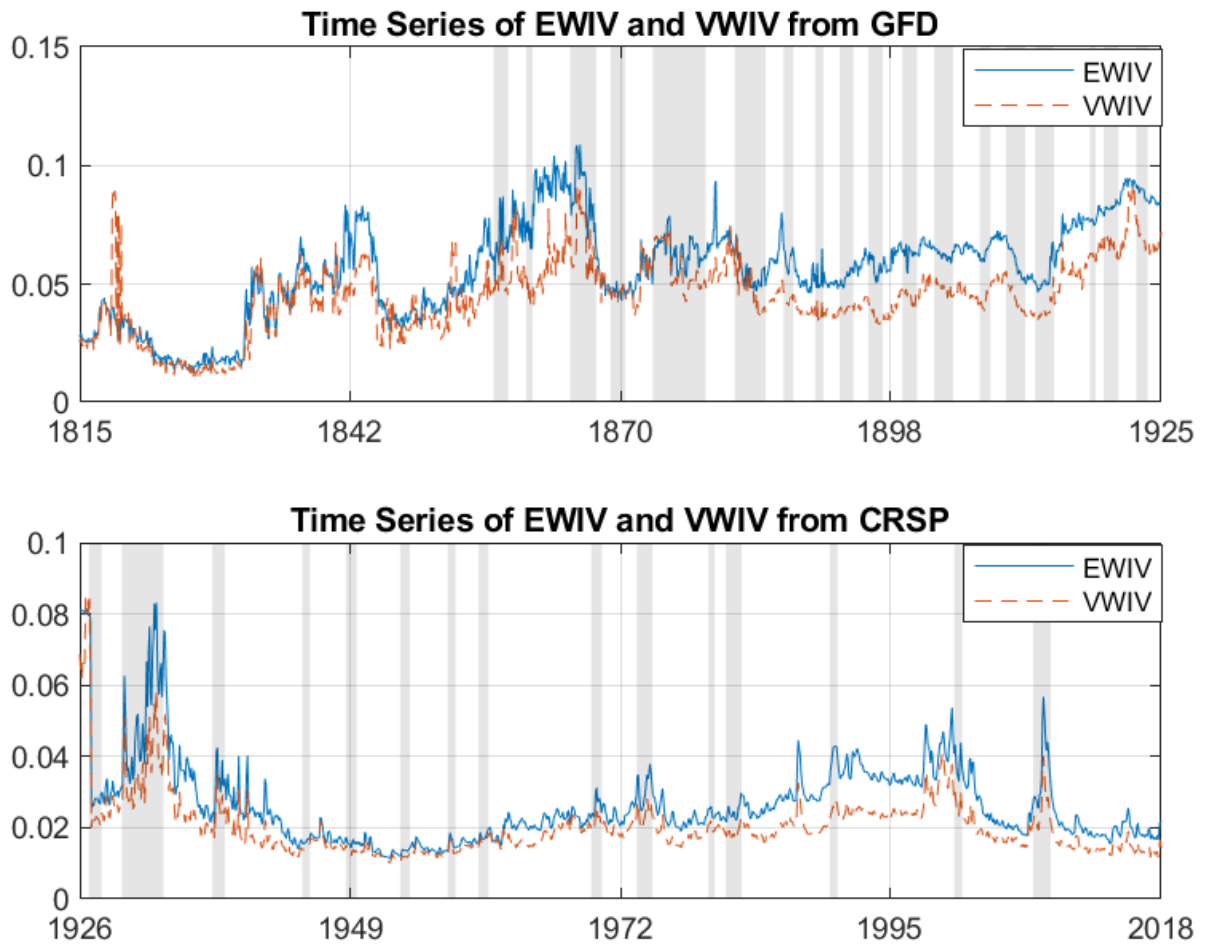 Time Series of EWIV and VWIV from GFD
0.15
0.1
0.05
0
EWIV
VWIV
1815 1842 1870 1898 1925
Time Series of EWIV and VWIV from CRSP
0.1
0.08
0.06
0.04
0.02
0
EWIV
VWIV
1926 1949 1972 1995 2018